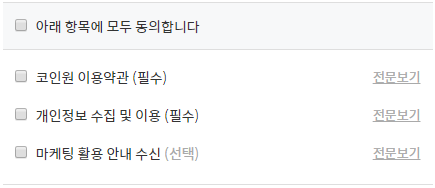 아래 항목에 모두 동의합니다
코인원 이용약관 (필수) 전문보기
개인정보 수집 및 이용 (필수) 전문보기
마케팅 활용 안내 수신 (선택) 전문보기